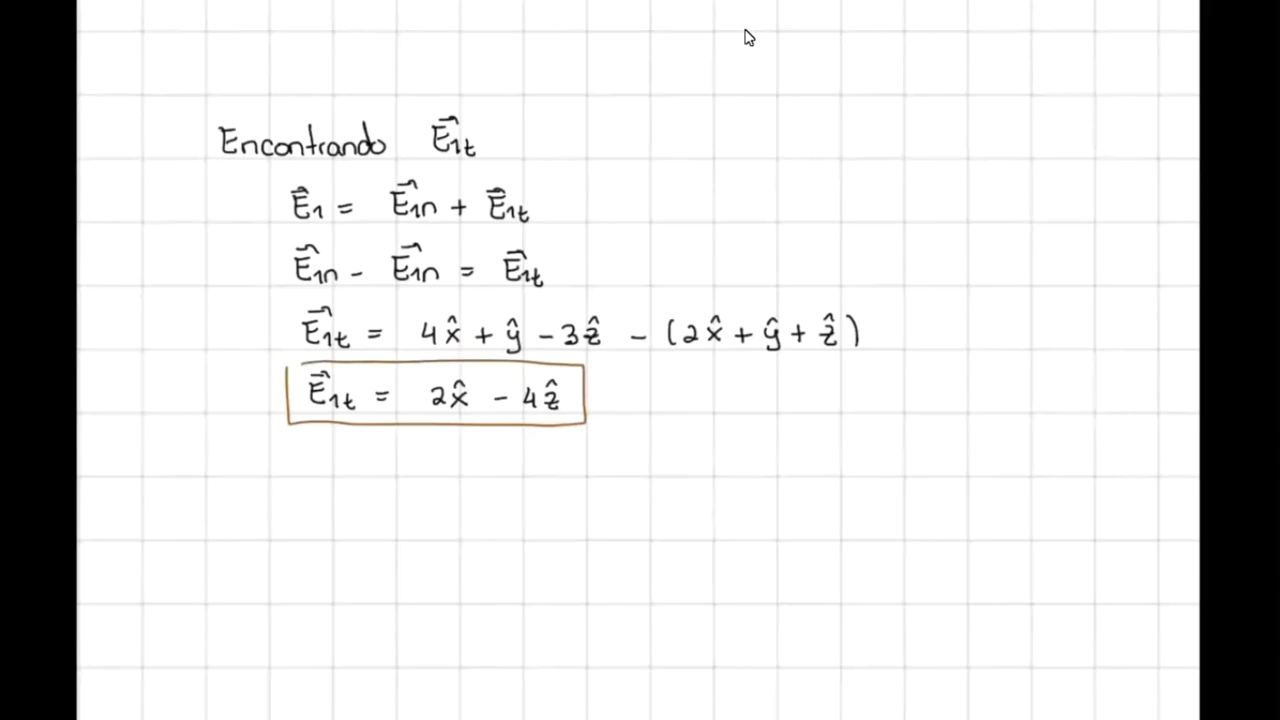 Encontrando E⃗1t
E⃗1 = E⃗1n + E⃗1t
E⃗1n - E⃗1n = E⃗1t
E⃗1t = 4x̂ + ŷ - 3ẑ - (2x̂ + ŷ + ẑ)
E⃗1t = 2x̂ - 4ẑ